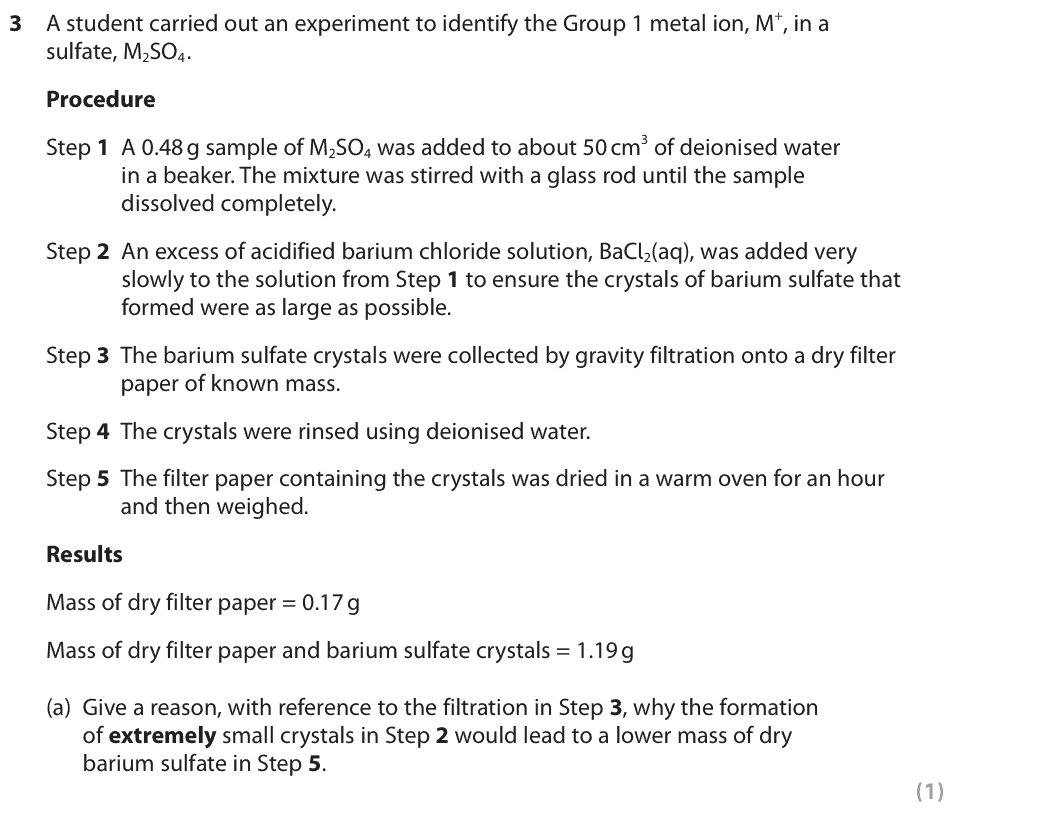 3 A student carried out an experiment to identify the Group 1 metal ion, M⁺, in a
sulfate, M₂SO₄.
Procedure
Step 1 A 0.48 g sample of M₂SO₄ was added to about 50 cm³ of deionised water
in a beaker. The mixture was stirred with a glass rod until the sample
dissolved completely.
Step 2 An excess of acidified barium chloride solution, BaCl₂(aq), was added very
slowly to the solution from Step 1 to ensure the crystals of barium sulfate that
formed were as large as possible.
Step 3 The barium sulfate crystals were collected by gravity filtration onto a dry filter
paper of known mass.
Step 4 The crystals were rinsed using deionised water.
Step 5 The filter paper containing the crystals was dried in a warm oven for an hour
and then weighed.
Results
Mass of dry filter paper = 0.17 g
Mass of dry filter paper and barium sulfate crystals = 1.19 g
(a) Give a reason, with reference to the filtration in Step 3, why the formation
of extremely small crystals in Step 2 would lead to a lower mass of dry
barium sulfate in Step 5.
(1)